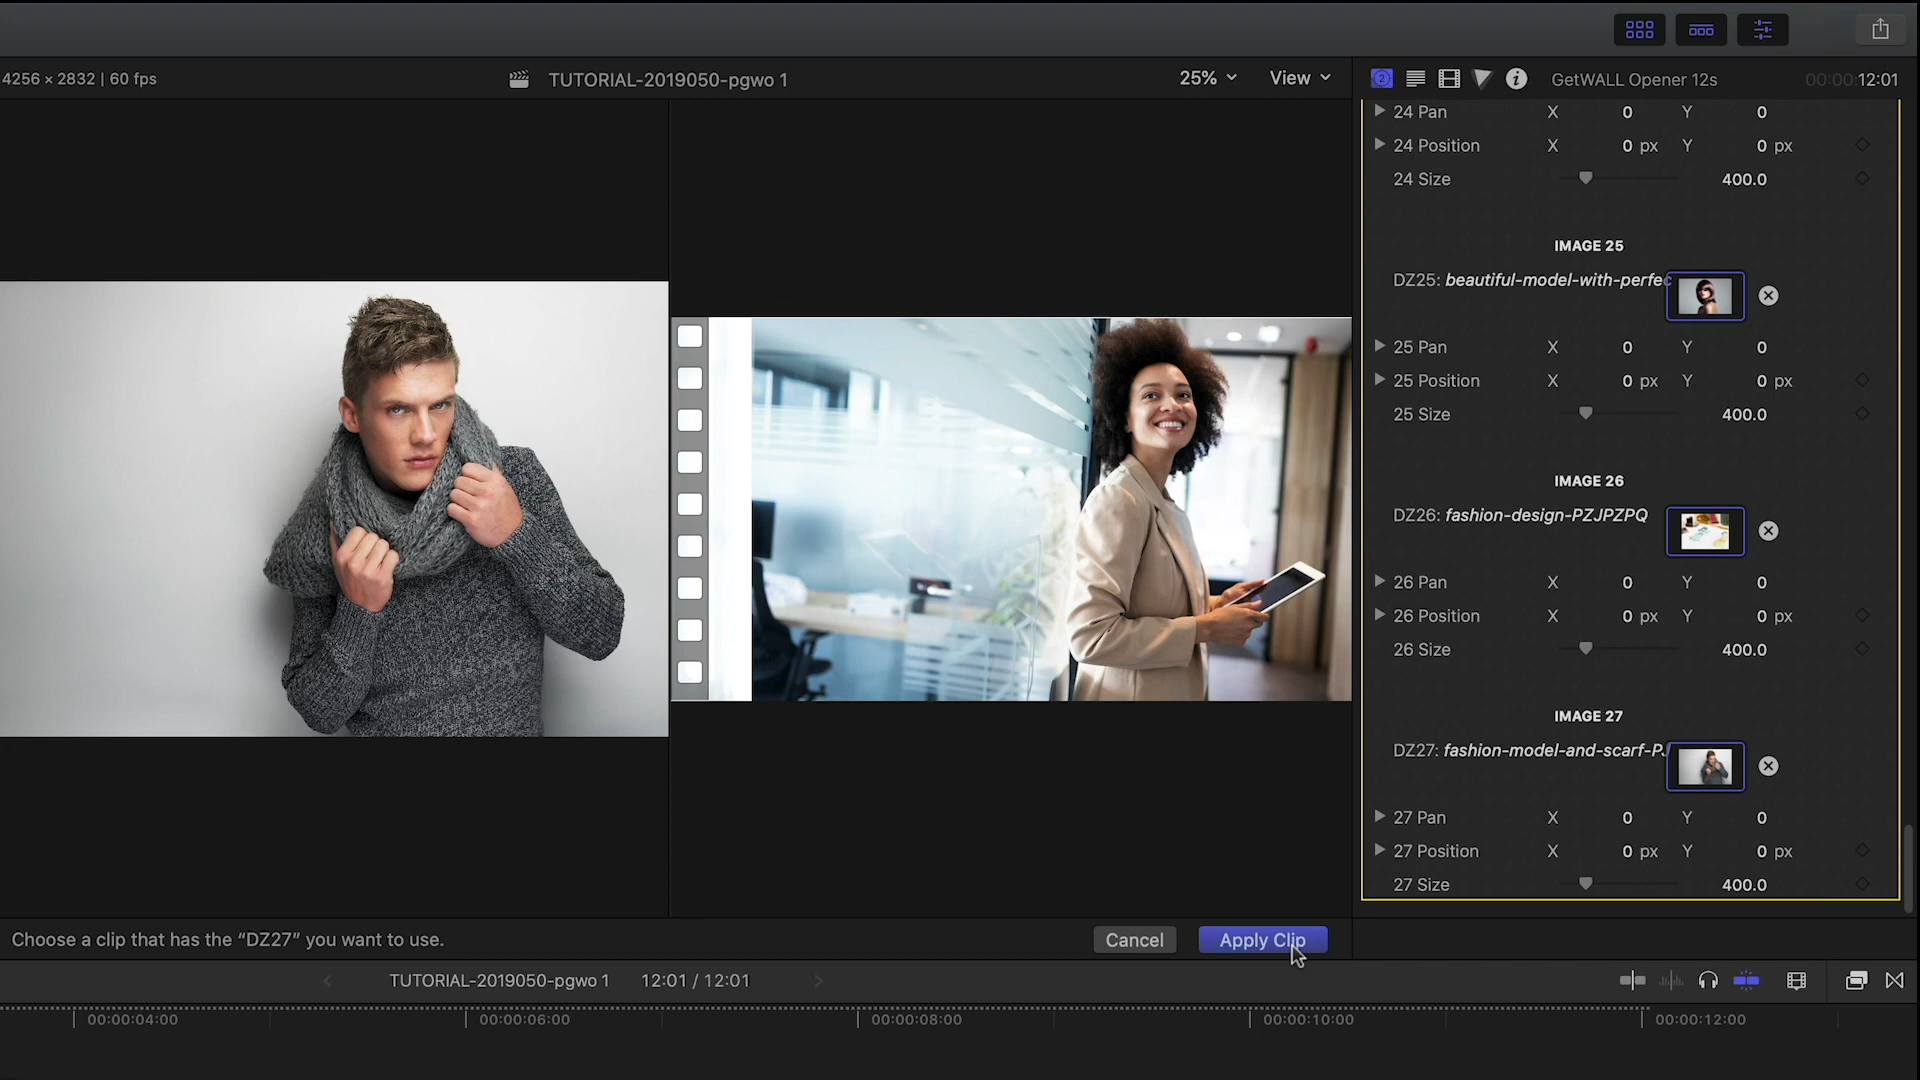 4256 × 2832 | 60 fps
TUTORIAL-2019050-pgwo 1
25%
View
GetWALL Opener 12s
00:00:12:01
24 Pan X 0 Y 0
24 Position X 0 px Y 0 px
24 Size 400.0
IMAGE 25
DZ25: beautiful-model-with-perfec
25 Pan X 0 Y 0
25 Position X 0 px Y 0 px
25 Size 400.0
IMAGE 26
DZ26: fashion-design-PZJPZPQ
26 Pan X 0 Y 0
26 Position X 0 px Y 0 px
26 Size 400.0
IMAGE 27
DZ27: fashion-model-and-scarf-PJ
27 Pan X 0 Y 0
27 Position X 0 px Y 0 px
27 Size 400.0
Choose a clip that has the “DZ27” you want to use.
Cancel
Apply Clip
TUTORIAL-2019050-pgwo 1
12:01 / 12:01
00:00:04:00
00:00:06:00
00:00:08:00
00:00:10:00
00:00:12:00